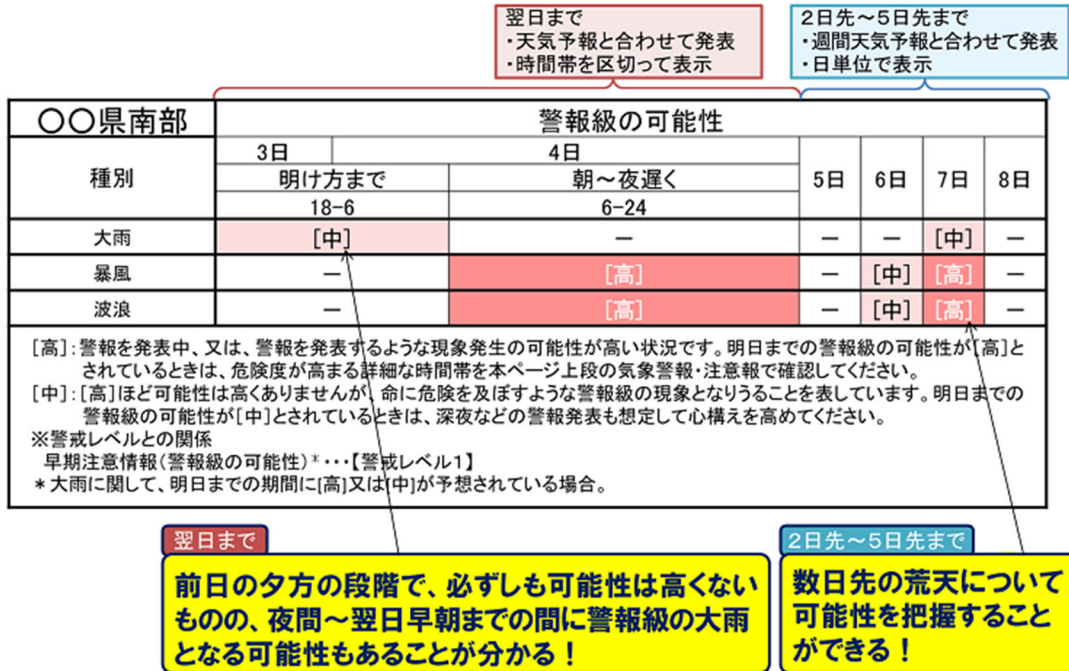 翌日まで
・天気予報と合わせて発表
・時間帯を区切って表示
2日先～5日先まで
・週間天気予報と合わせて発表
・日単位で表示
○○県南部
警報級の可能性
種別
3日
4日
5日
6日
7日
8日
明け方まで
朝～夜遅く
18-6
6-24
大雨
[中]
－
－
－
[中]
－
暴風
－
[高]
－
[中]
[高]
－
波浪
－
[高]
－
[中]
[高]
－
[高]：警報を発表中、又は、警報を発表するような現象発生の可能性が高い状況です。明日までの警報級の可能性が[高]と
されているときは、危険度が高まる詳細な時間帯を本ページ上段の気象警報・注意報で確認してください。
[中]：[高]ほど可能性は高くありませんが、命に危険を及ぼすような警報級の現象となりうることを表しています。明日までの
警報級の可能性が[中]とされているときは、深夜などの警報発表も想定して心構えを高めてください。
※警戒レベルとの関係
早期注意情報（警報級の可能性）*・・・【警戒レベル１】
＊大雨に関して、明日までの期間に[高]又は[中]が予想されている場合。
翌日まで
前日の夕方の段階で、必ずしも可能性は高くない
ものの、夜間～翌日早朝までの間に警報級の大雨
となる可能性もあることが分かる！
2日先～5日先まで
数日先の荒天について
可能性を把握すること
ができる！